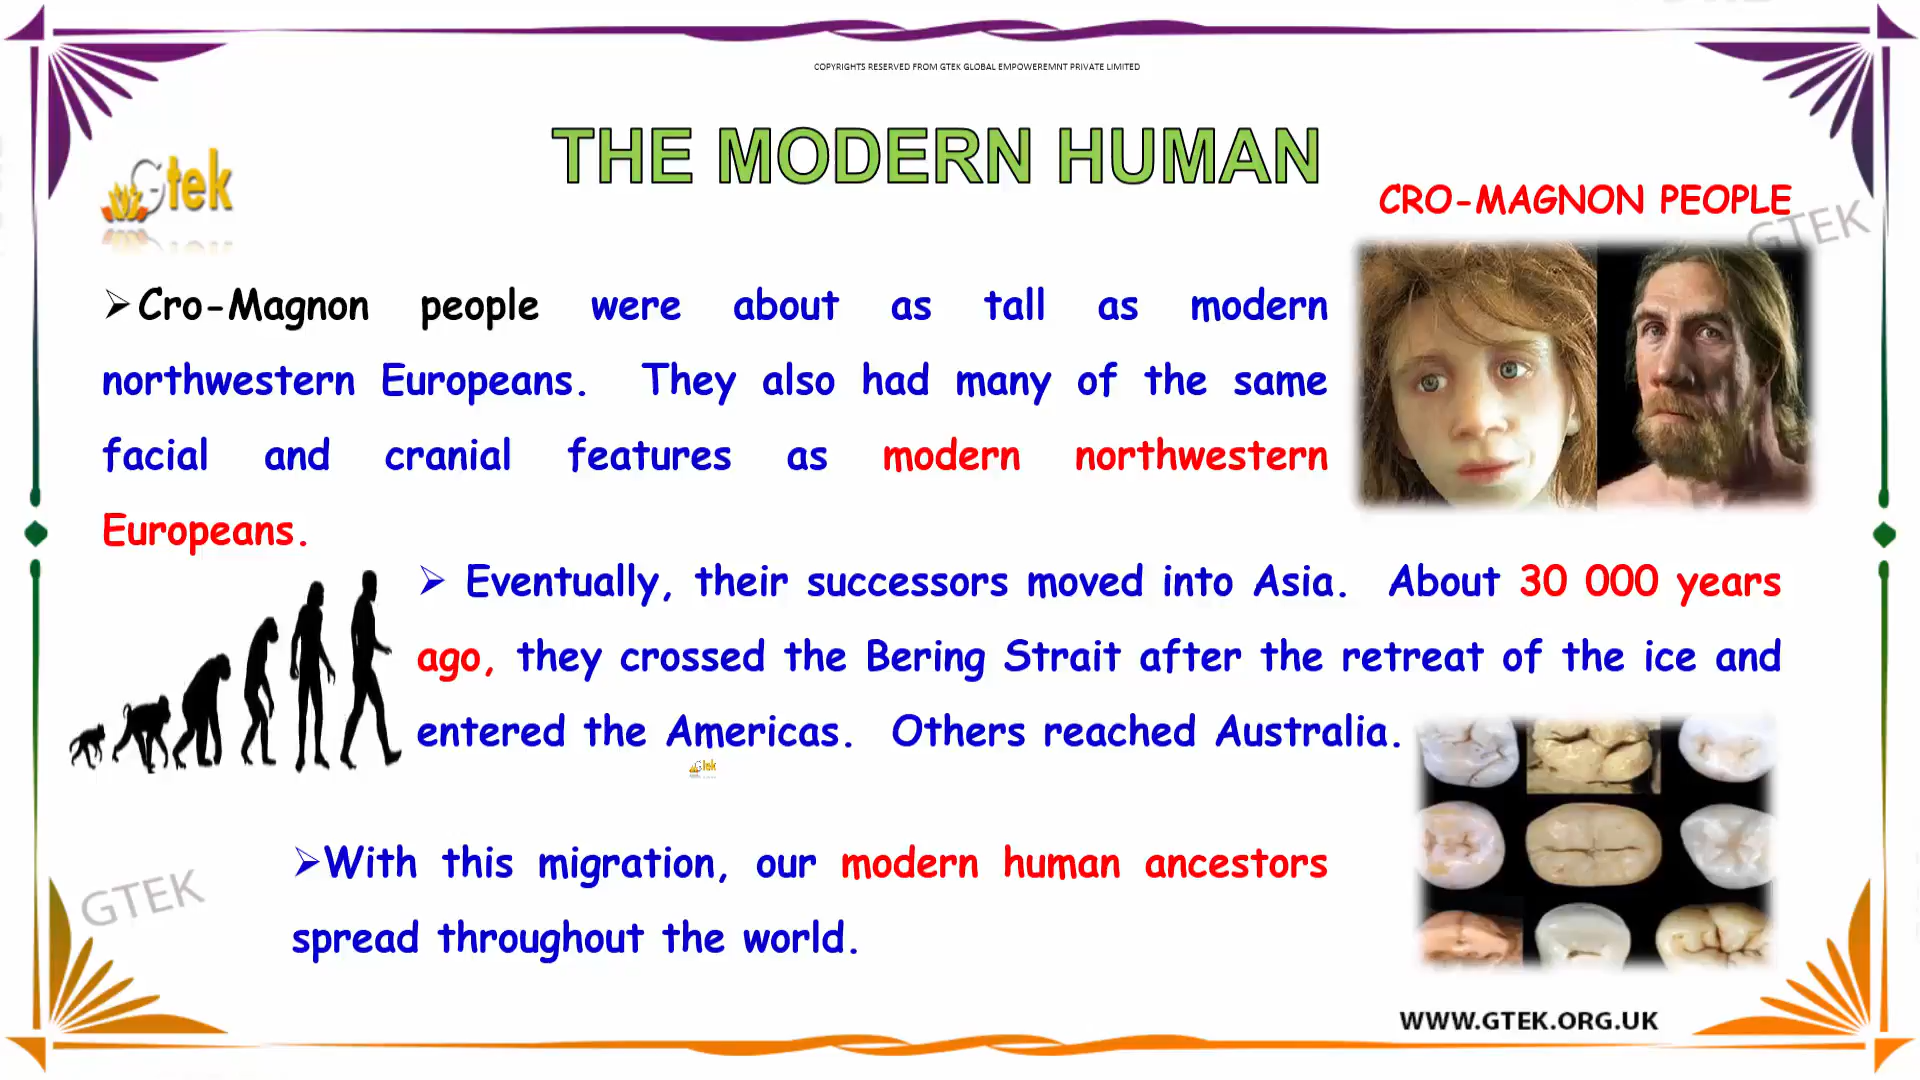 COPYRIGHTS RESERVED FROM GTEK GLOBAL EMPOWEREMNT PRIVATE LIMITED
THE MODERN HUMAN
Gtek
CRO-MAGNON PEOPLE
GTEK
Cro-Magnon people were about as tall as modern
northwestern Europeans. They also had many of the same
facial and cranial features as modern northwestern
Europeans.
Eventually, their successors moved into Asia. About 30 000 years
ago, they crossed the Bering Strait after the retreat of the ice and
entered the Americas. Others reached Australia.
Gtek
With this migration, our modern human ancestors
spread throughout the world.
GTEK
WWW.GTEK.ORG.UK